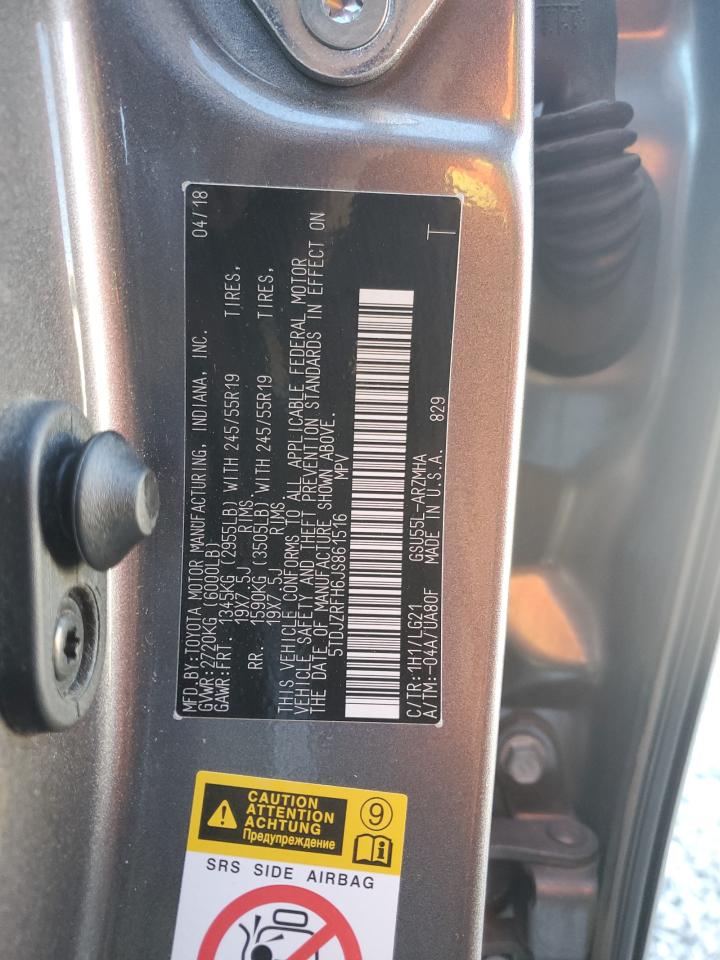 MFD.BY:TOYOTA MOTOR MANUFACTURING, INDIANA, INC. 04/18
GVWR:2720KG (6000LB)
GAWR:FRT. 1345KG (2955LB) WITH 245/55R19 TIRES,
19X7.5J RIMS
RR. 1590KG (3505LB) WITH 245/55R19 TIRES,
19X7.5J RIMS
THIS VEHICLE CONFORMS TO ALL APPLICABLE FEDERAL MOTOR
VEHICLE SAFETY AND THEFT PREVENTION STANDARDS IN EFFECT ON
THE DATE OF MANUFACTURE SHOWN ABOVE.
5TDJZRFH6JS861516 MPV
C/TR:1H1/LG21 GSU55L-ARZMHA
A/TM:-04A/UA80F MADE IN U.S.A. 829
T
CAUTION
ATTENTION
ACHTUNG
Предупреждение
9
SRS SIDE AIRBAG